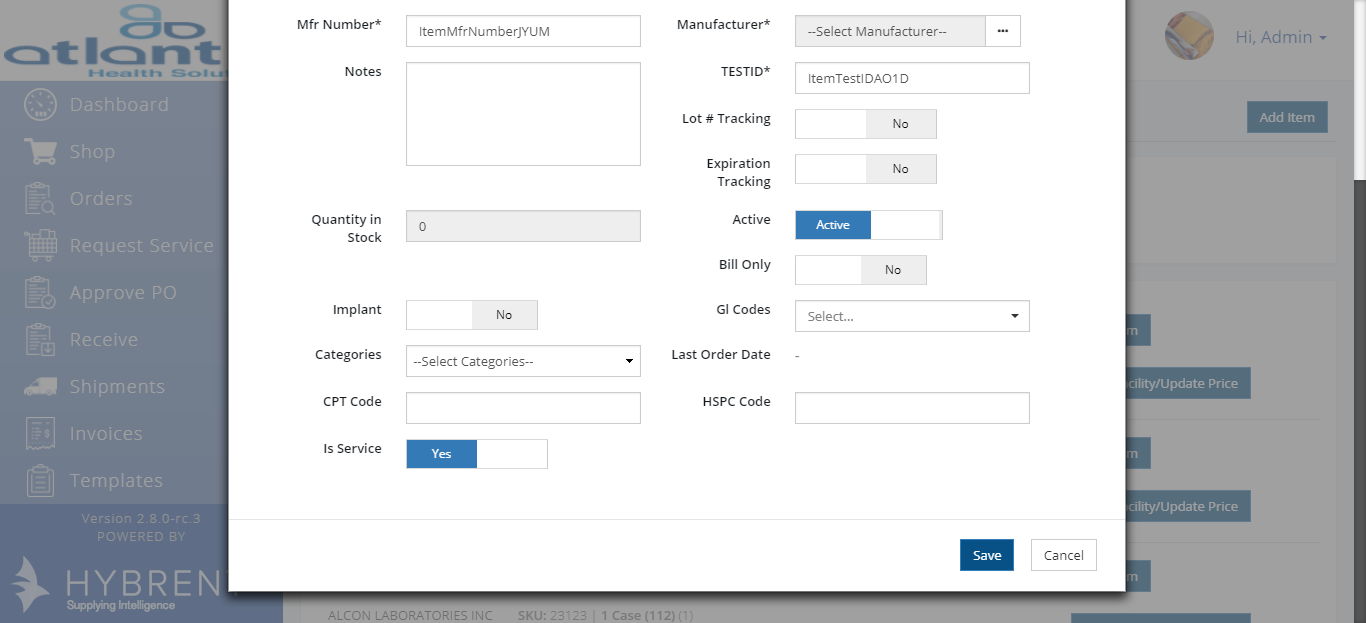 atlant
Health Solu
Dashboard
Shop
Orders
Request Service
Approve PO
Receive
Shipments
Invoices
Templates
Version 2.8.0-rc.3
POWERED BY
HYBREN
Supplying Intelligence
Mfr Number*
ItemMfrNumberJYUM
Manufacturer*
--Select Manufacturer--
...
Notes
TESTID*
ItemTestIDAO1D
Lot # Tracking
No
Expiration
Tracking
No
Quantity in
Stock
0
Active
Active
Bill Only
No
Implant
No
Gl Codes
Select...
Categories
--Select Categories--
Last Order Date
-
CPT Code
HSPC Code
Is Service
Yes
Save
Cancel
Hi, Admin
Add Item
m
cility/Update Price
m
cility/Update Price
m
ALCON LABORATORIES INC SKU: 23123 | 1 Case (112) (1)